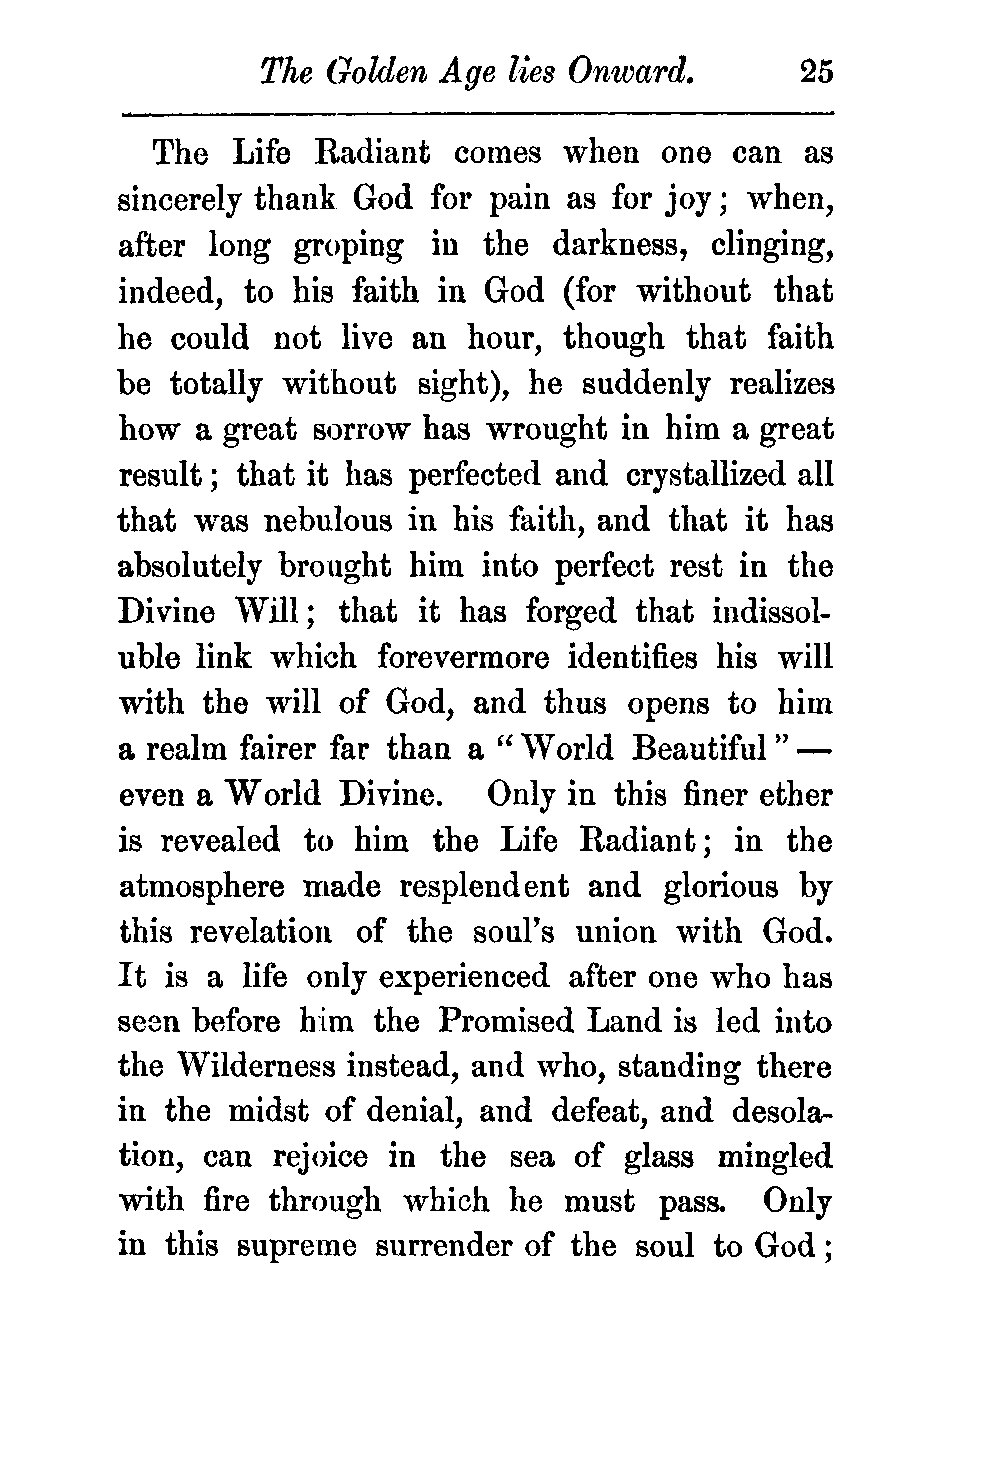 The Golden Age lies Onward. 25
The Life Radiant comes when one can as
sincerely thank God for pain as for joy; when,
after long groping in the darkness, clinging,
indeed, to his faith in God (for without that
he could not live an hour, though that faith
be totally without sight), he suddenly realizes
how a great sorrow has wrought in him a great
result; that it has perfected and crystallized all
that was nebulous in his faith, and that it has
absolutely brought him into perfect rest in the
Divine Will; that it has forged that indissol-
uble link which forevermore identifies his will
with the will of God, and thus opens to him
a realm fairer far than a “World Beautiful” —
even a World Divine. Only in this finer ether
is revealed to him the Life Radiant; in the
atmosphere made resplendent and glorious by
this revelation of the soul's union with God.
It is a life only experienced after one who has
seen before him the Promised Land is led into
the Wilderness instead, and who, standing there
in the midst of denial, and defeat, and desola-
tion, can rejoice in the sea of glass mingled
with fire through which he must pass. Only
in this supreme surrender of the soul to God;